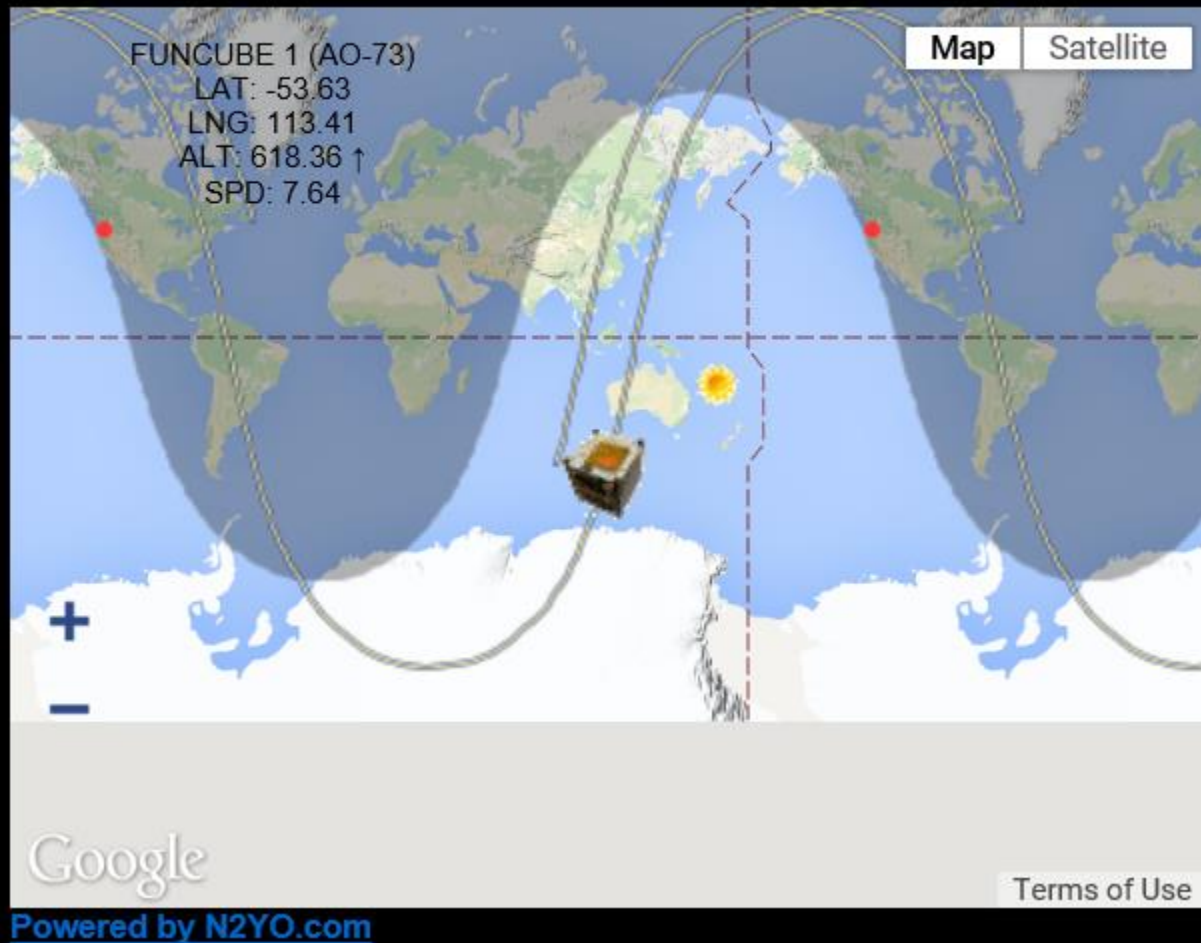 FUNCUBE 1 (AO-73)
LAT: -53.63
LNG: 113.41
ALT: 618.36 ↑
SPD: 7.64
Map
Satellite
+
−
Google
Terms of Use
Powered by N2YO.com